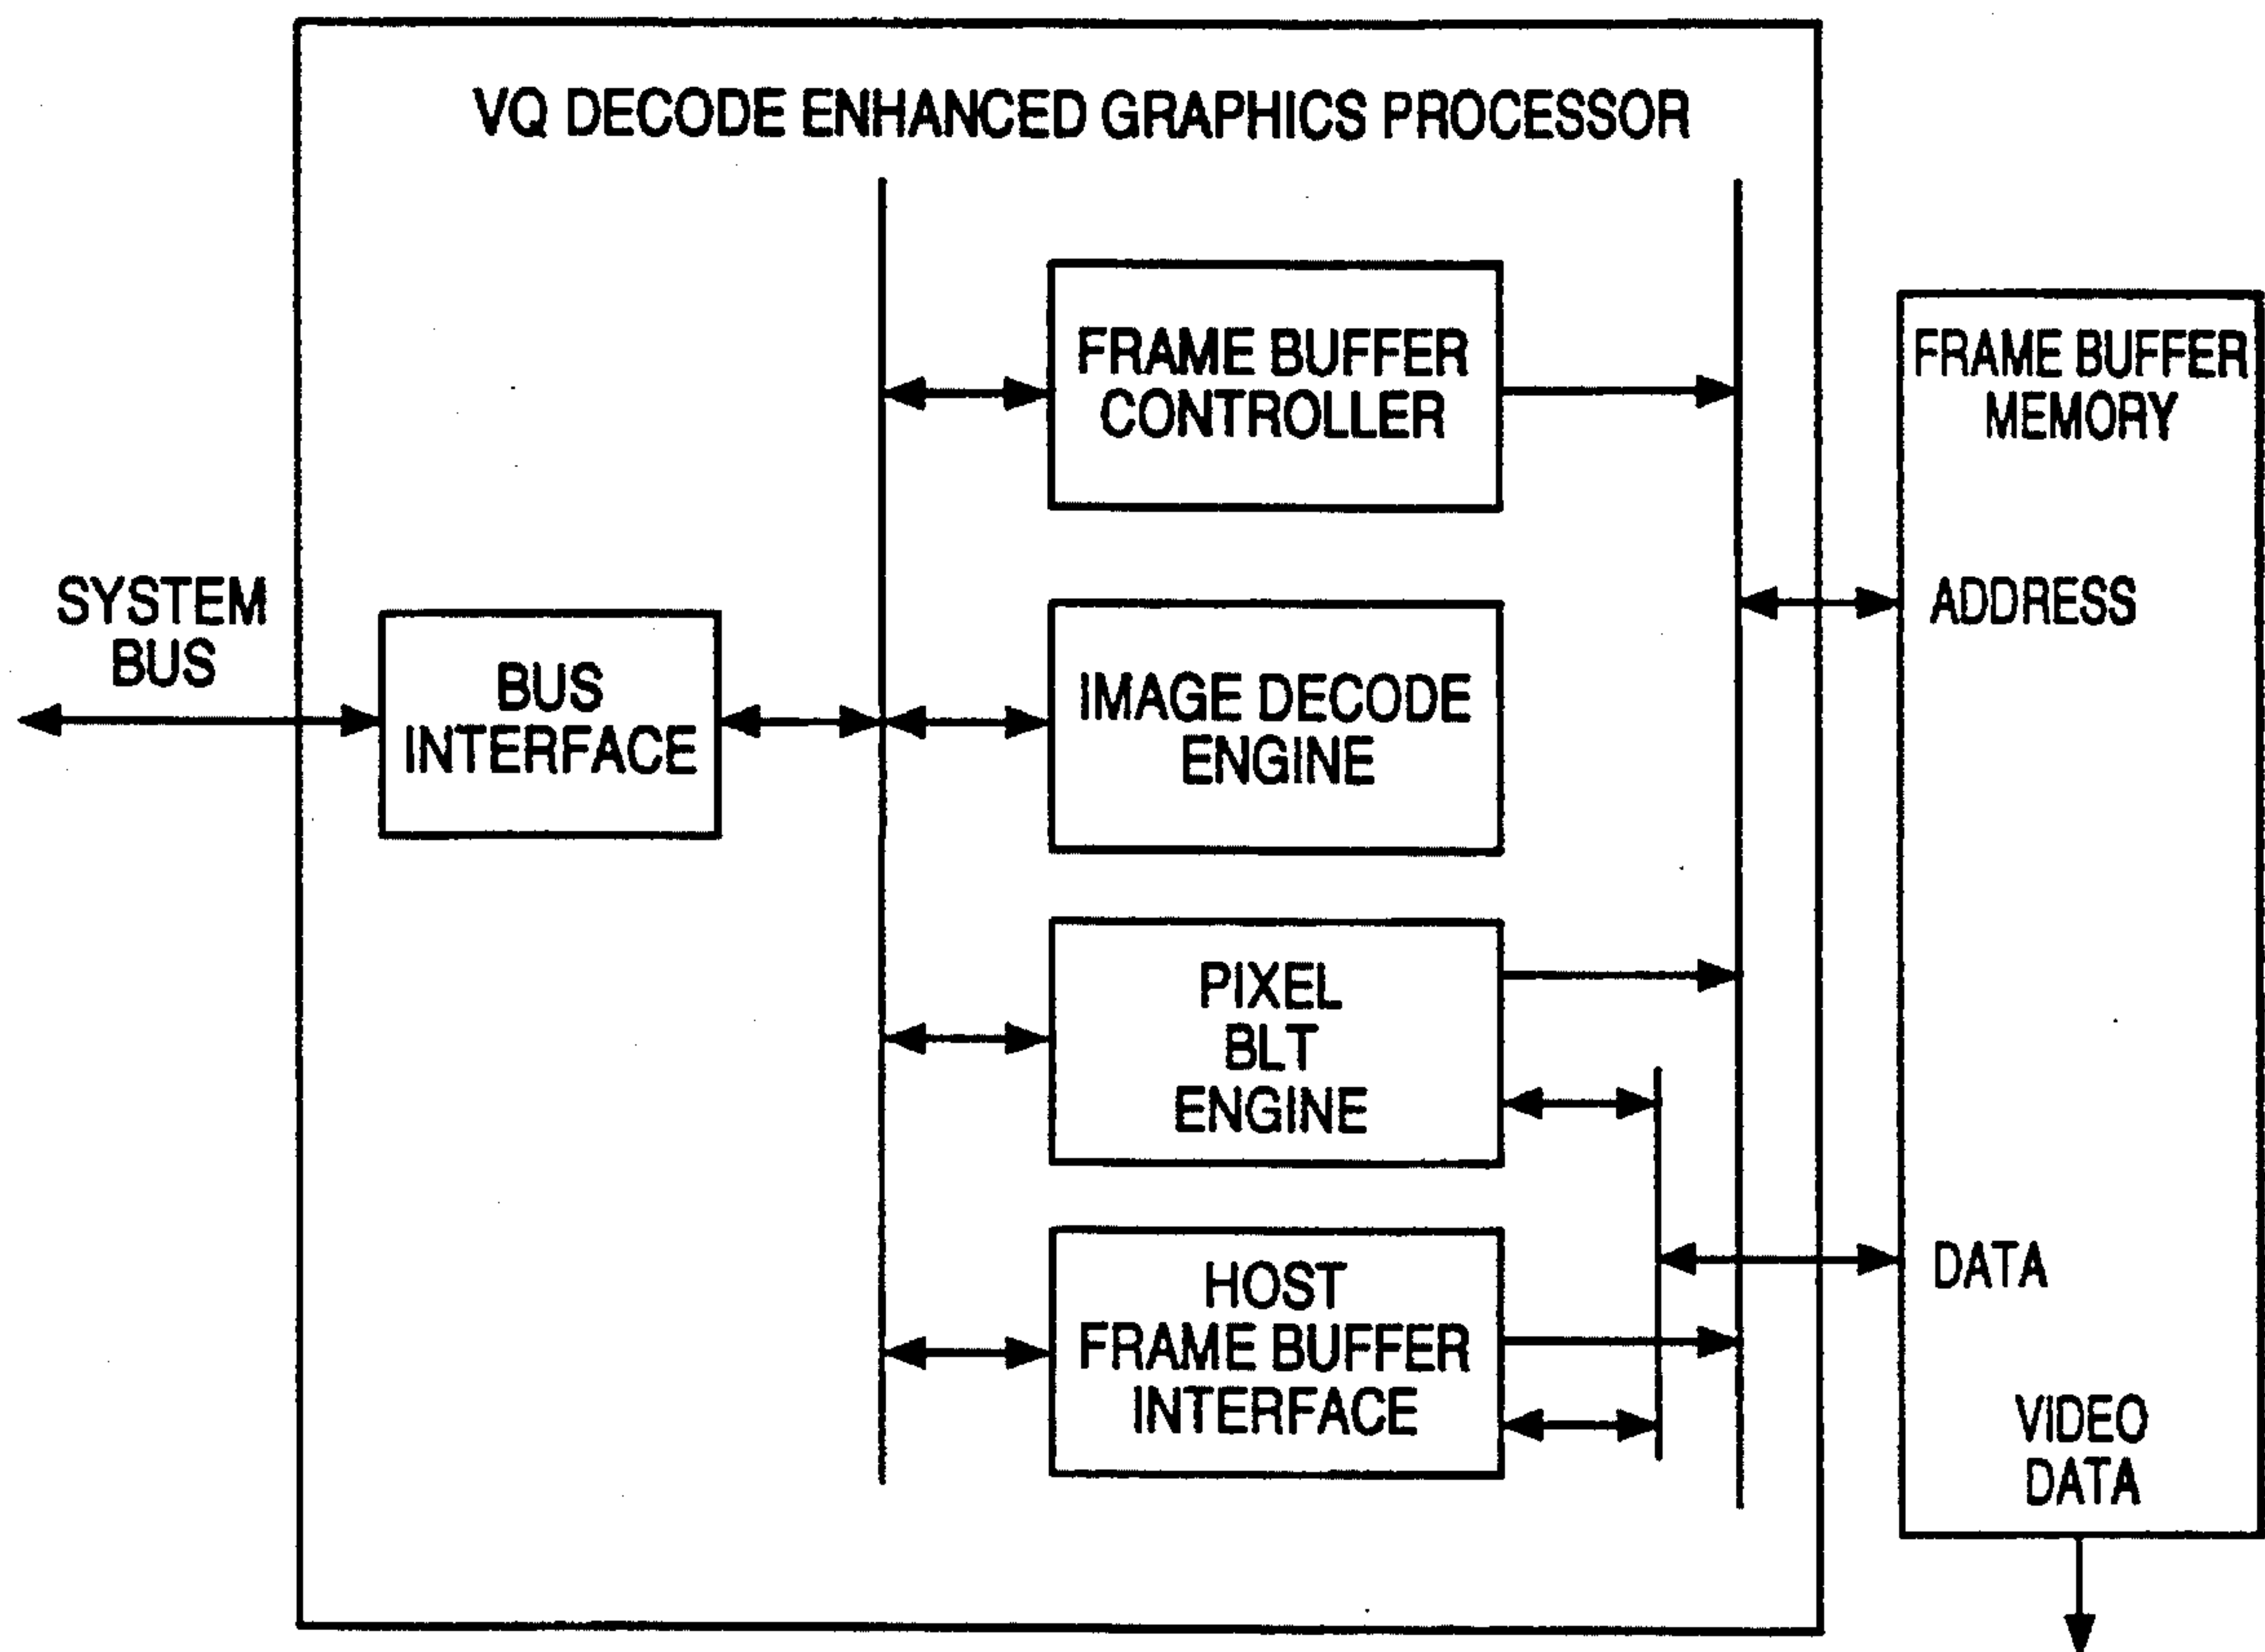 VQ DECODE ENHANCED GRAPHICS PROCESSOR
SYSTEM
BUS
BUS
INTERFACE
FRAME BUFFER
CONTROLLER
IMAGE DECODE
ENGINE
PIXEL
BLT
ENGINE
HOST
FRAME BUFFER
INTERFACE
FRAME BUFFER
MEMORY
ADDRESS
DATA
VIDEO
DATA